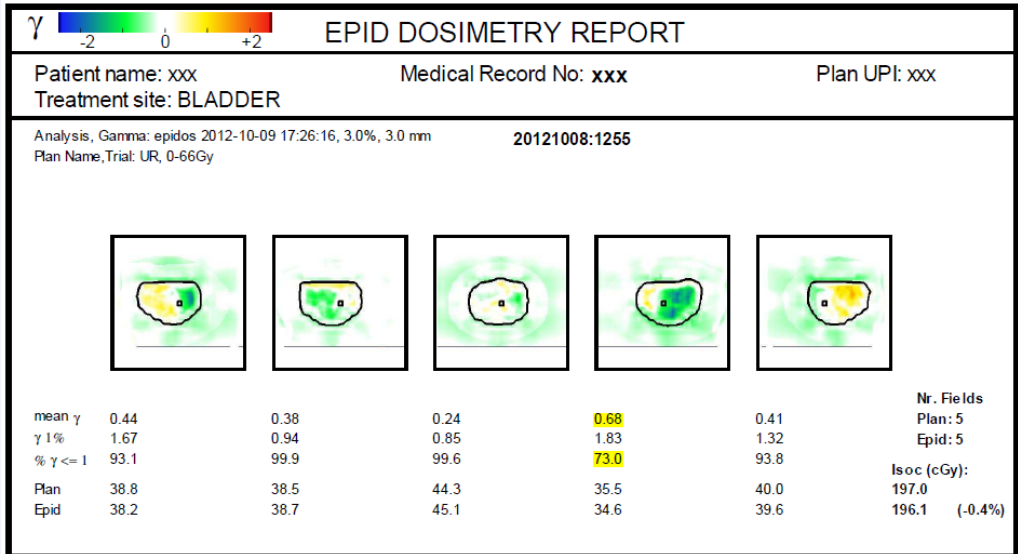 γ -2 0 +2 EPID DOSIMETRY REPORT
Patient name: xxx Medical Record No: xxx Plan UPI: xxx
Treatment site: BLADDER
Analysis, Gamma: epidos 2012-10-09 17:26:16, 3.0%, 3.0 mm 20121008:1255
Plan Name,Trial: UR, 0-66Gy
Nr. Fields
mean γ 0.44 0.38 0.24 0.68 0.41 Plan: 5
γ 1% 1.67 0.94 0.85 1.83 1.32 Epid: 5
% γ <= 1 93.1 99.9 99.6 73.0 93.8
Isoc (cGy):
Plan 38.8 38.5 44.3 35.5 40.0 197.0
Epid 38.2 38.7 45.1 34.6 39.6 196.1 (-0.4%)